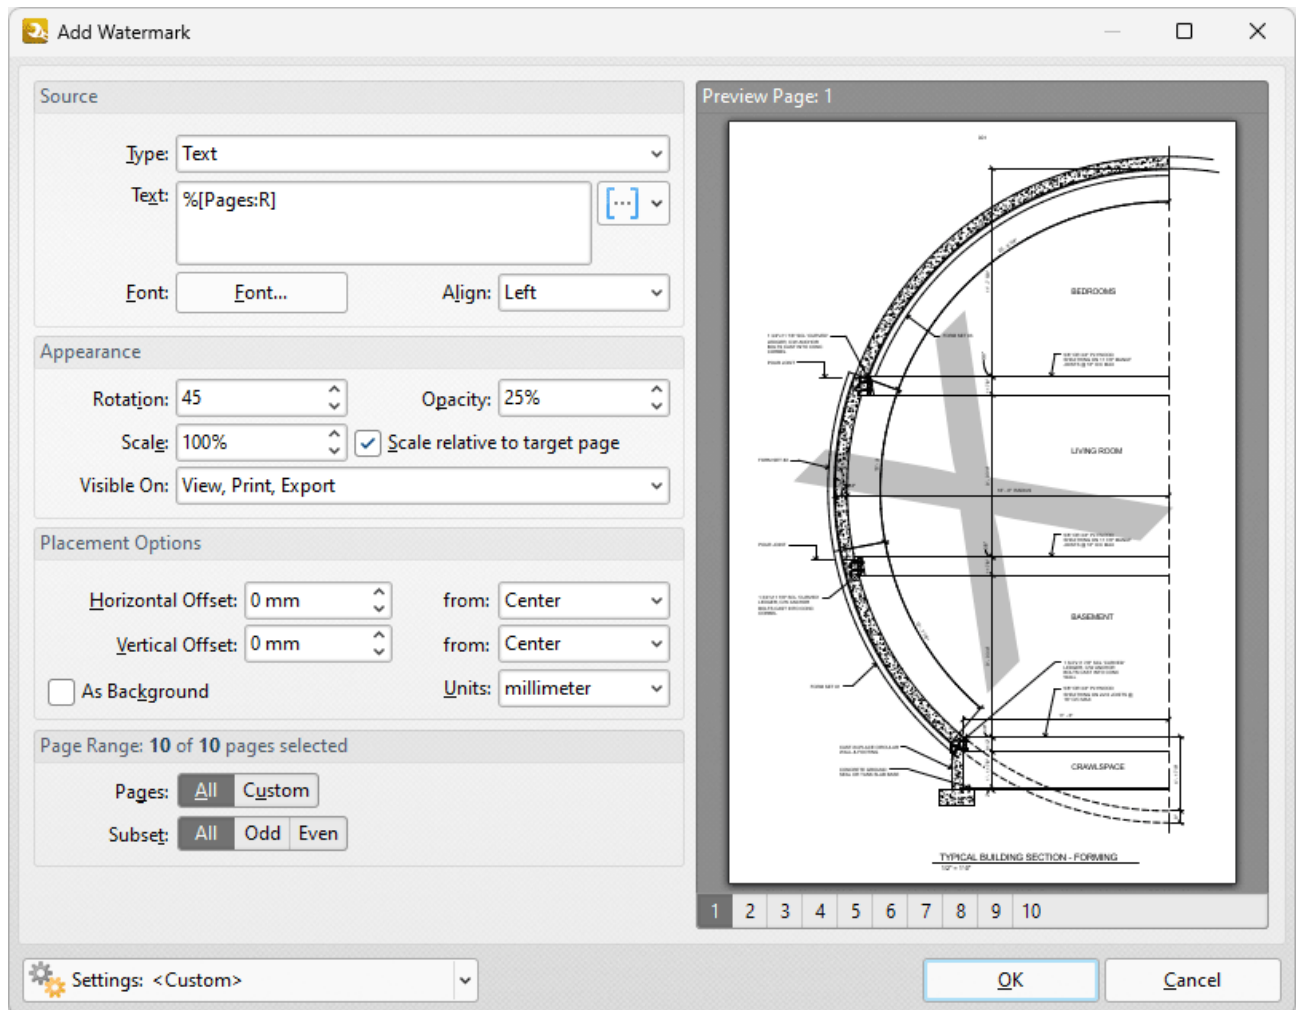 Add Watermark
Source
Type: Text
Text: %[Pages:R]
[...]
Font: Font... Align: Left
Appearance
Rotation: 45 Opacity: 25%
Scale: 100% Scale relative to target page
Visible On: View, Print, Export
Placement Options
Horizontal Offset: 0 mm from: Center
Vertical Offset: 0 mm from: Center
As Background Units: millimeter
Page Range: 10 of 10 pages selected
Pages: All Custom
Subset: All Odd Even
Preview Page: 1
BEDROOMS
LIVING ROOM
X
BASEMENT
CRAWLSPACE
TYPICAL BUILDING SECTION - FORMING
1 2 3 4 5 6 7 8 9 10
Settings: <Custom>
OK Cancel